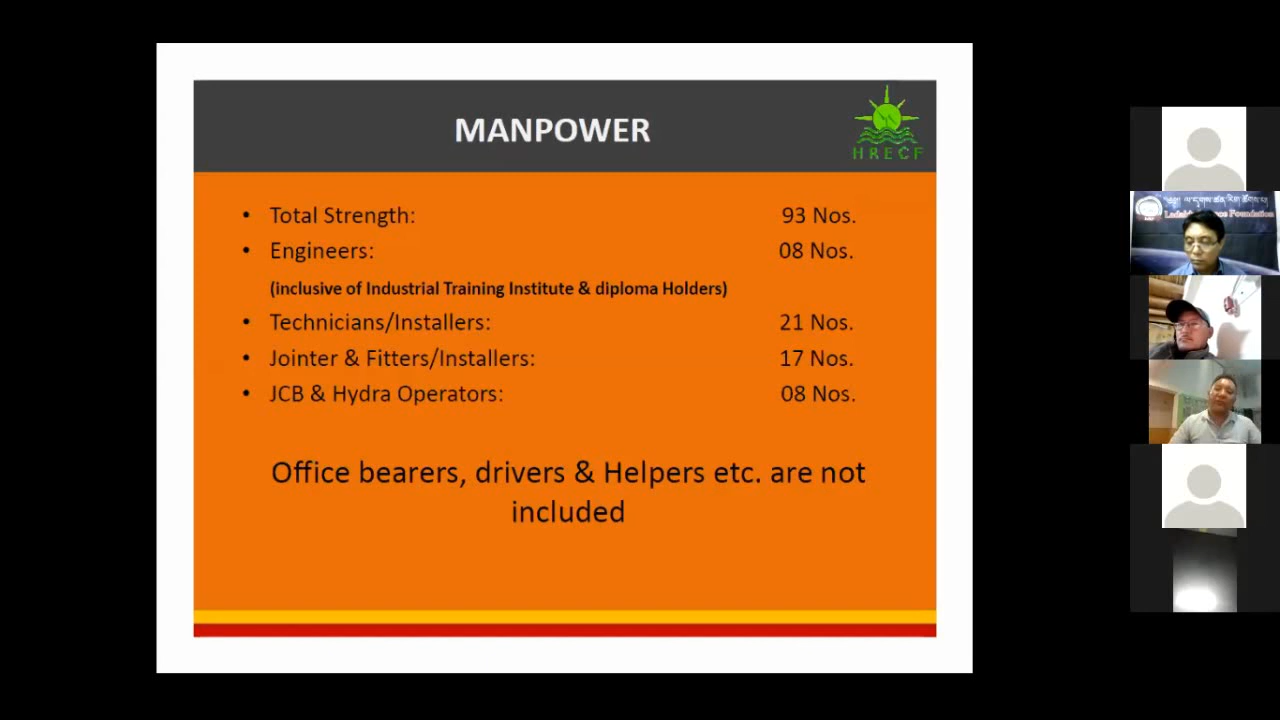 MANPOWER
HRECF
• Total Strength: 93 Nos.
• Engineers: 08 Nos.
(inclusive of Industrial Training Institute & diploma Holders)
• Technicians/Installers: 21 Nos.
• Jointer & Fitters/Installers: 17 Nos.
• JCB & Hydra Operators: 08 Nos.
Office bearers, drivers & Helpers etc. are not
included
Foundation